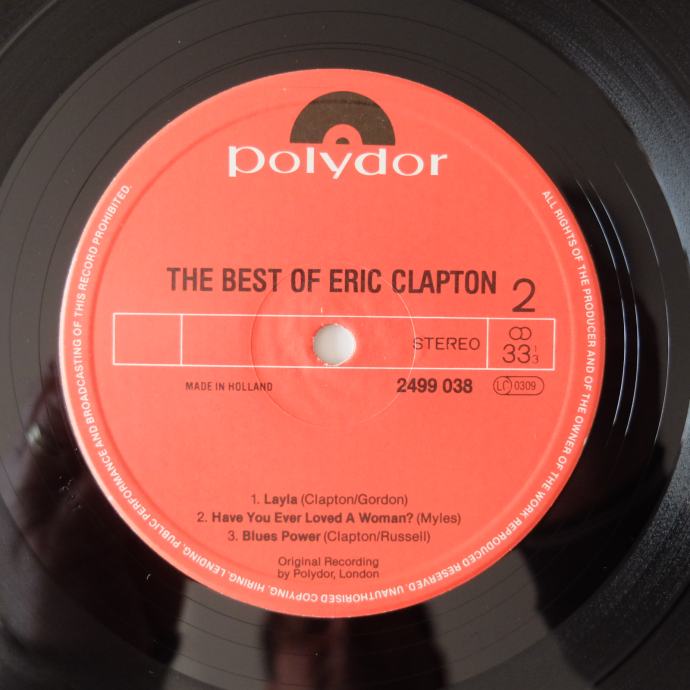 polydor
THE BEST OF ERIC CLAPTON 2
STEREO
33 1/3
MADE IN HOLLAND
2499 038
LC 0309
1. Layla (Clapton/Gordon)
2. Have You Ever Loved A Woman? (Myles)
3. Blues Power (Clapton/Russell)
Original Recording
by Polydor, London
ALL RIGHTS OF THE PRODUCER AND OF THE OWNER OF THE WORK REPRODUCED RESERVED. UNAUTHORISED COPYING, HIRING, LENDING, PUBLIC PERFORMANCE AND BROADCASTING OF THIS RECORD PROHIBITED.